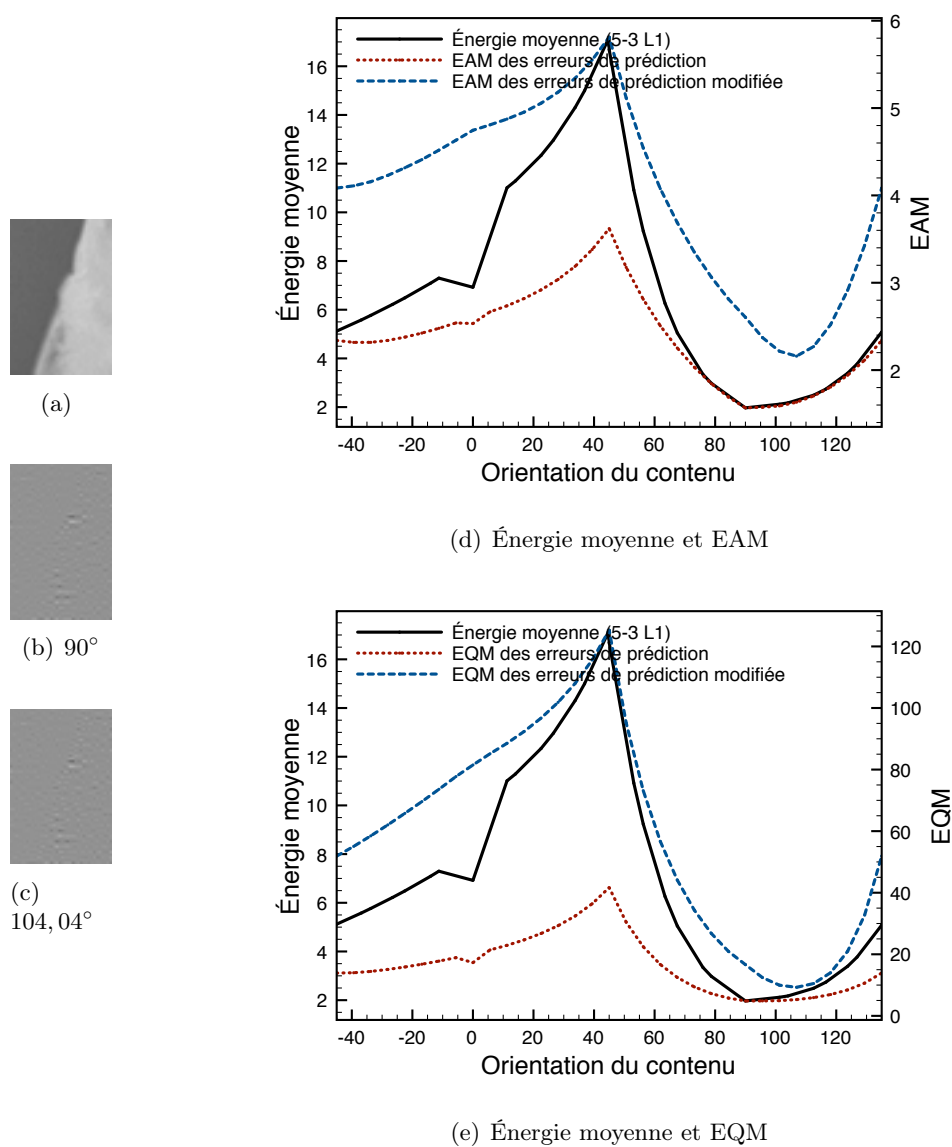 (a)
(b) 90°
(c)
104, 04°
Énergie moyenne (5-3 L1)
EAM des erreurs de prédiction
EAM des erreurs de prédiction modifiée
Énergie moyenne
16
14
12
10
8
6
4
2
-40 -20 0 20 40 60 80 100 120
Orientation du contenu
6
5
4
3
2
EAM
(d) Énergie moyenne et EAM
Énergie moyenne (5-3 L1)
EQM des erreurs de prédiction
EQM des erreurs de prédiction modifiée
Énergie moyenne
16
14
12
10
8
6
4
2
-40 -20 0 20 40 60 80 100 120
Orientation du contenu
120
100
80
60
40
20
0
EQM
(e) Énergie moyenne et EQM